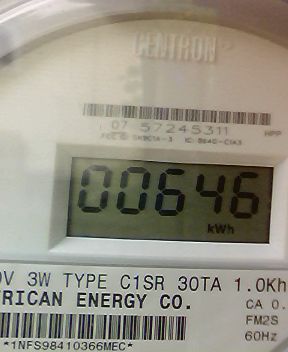 CENTRON
07 57245311 HPP
00646
kWh
0V 3W TYPE C1SR 30TA 1.0Kh
RICAN ENERGY CO.
CA 0.
FM2S
60Hz
*1NFS98410366MEC*